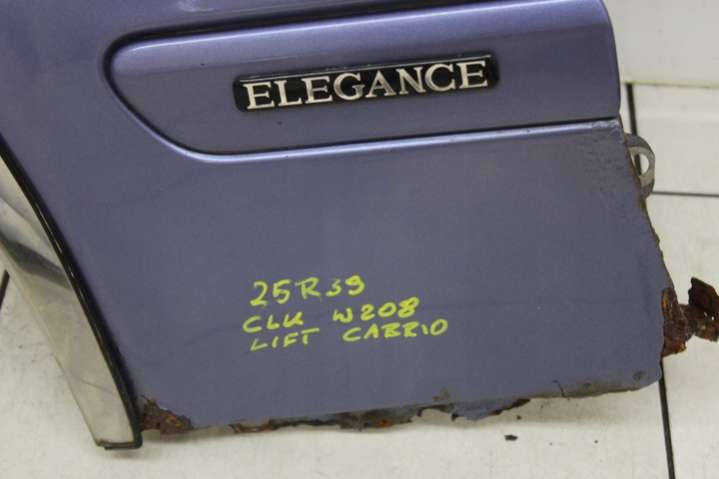 ELEGANCE
25R39
CLK W208
LIFT CABRIO